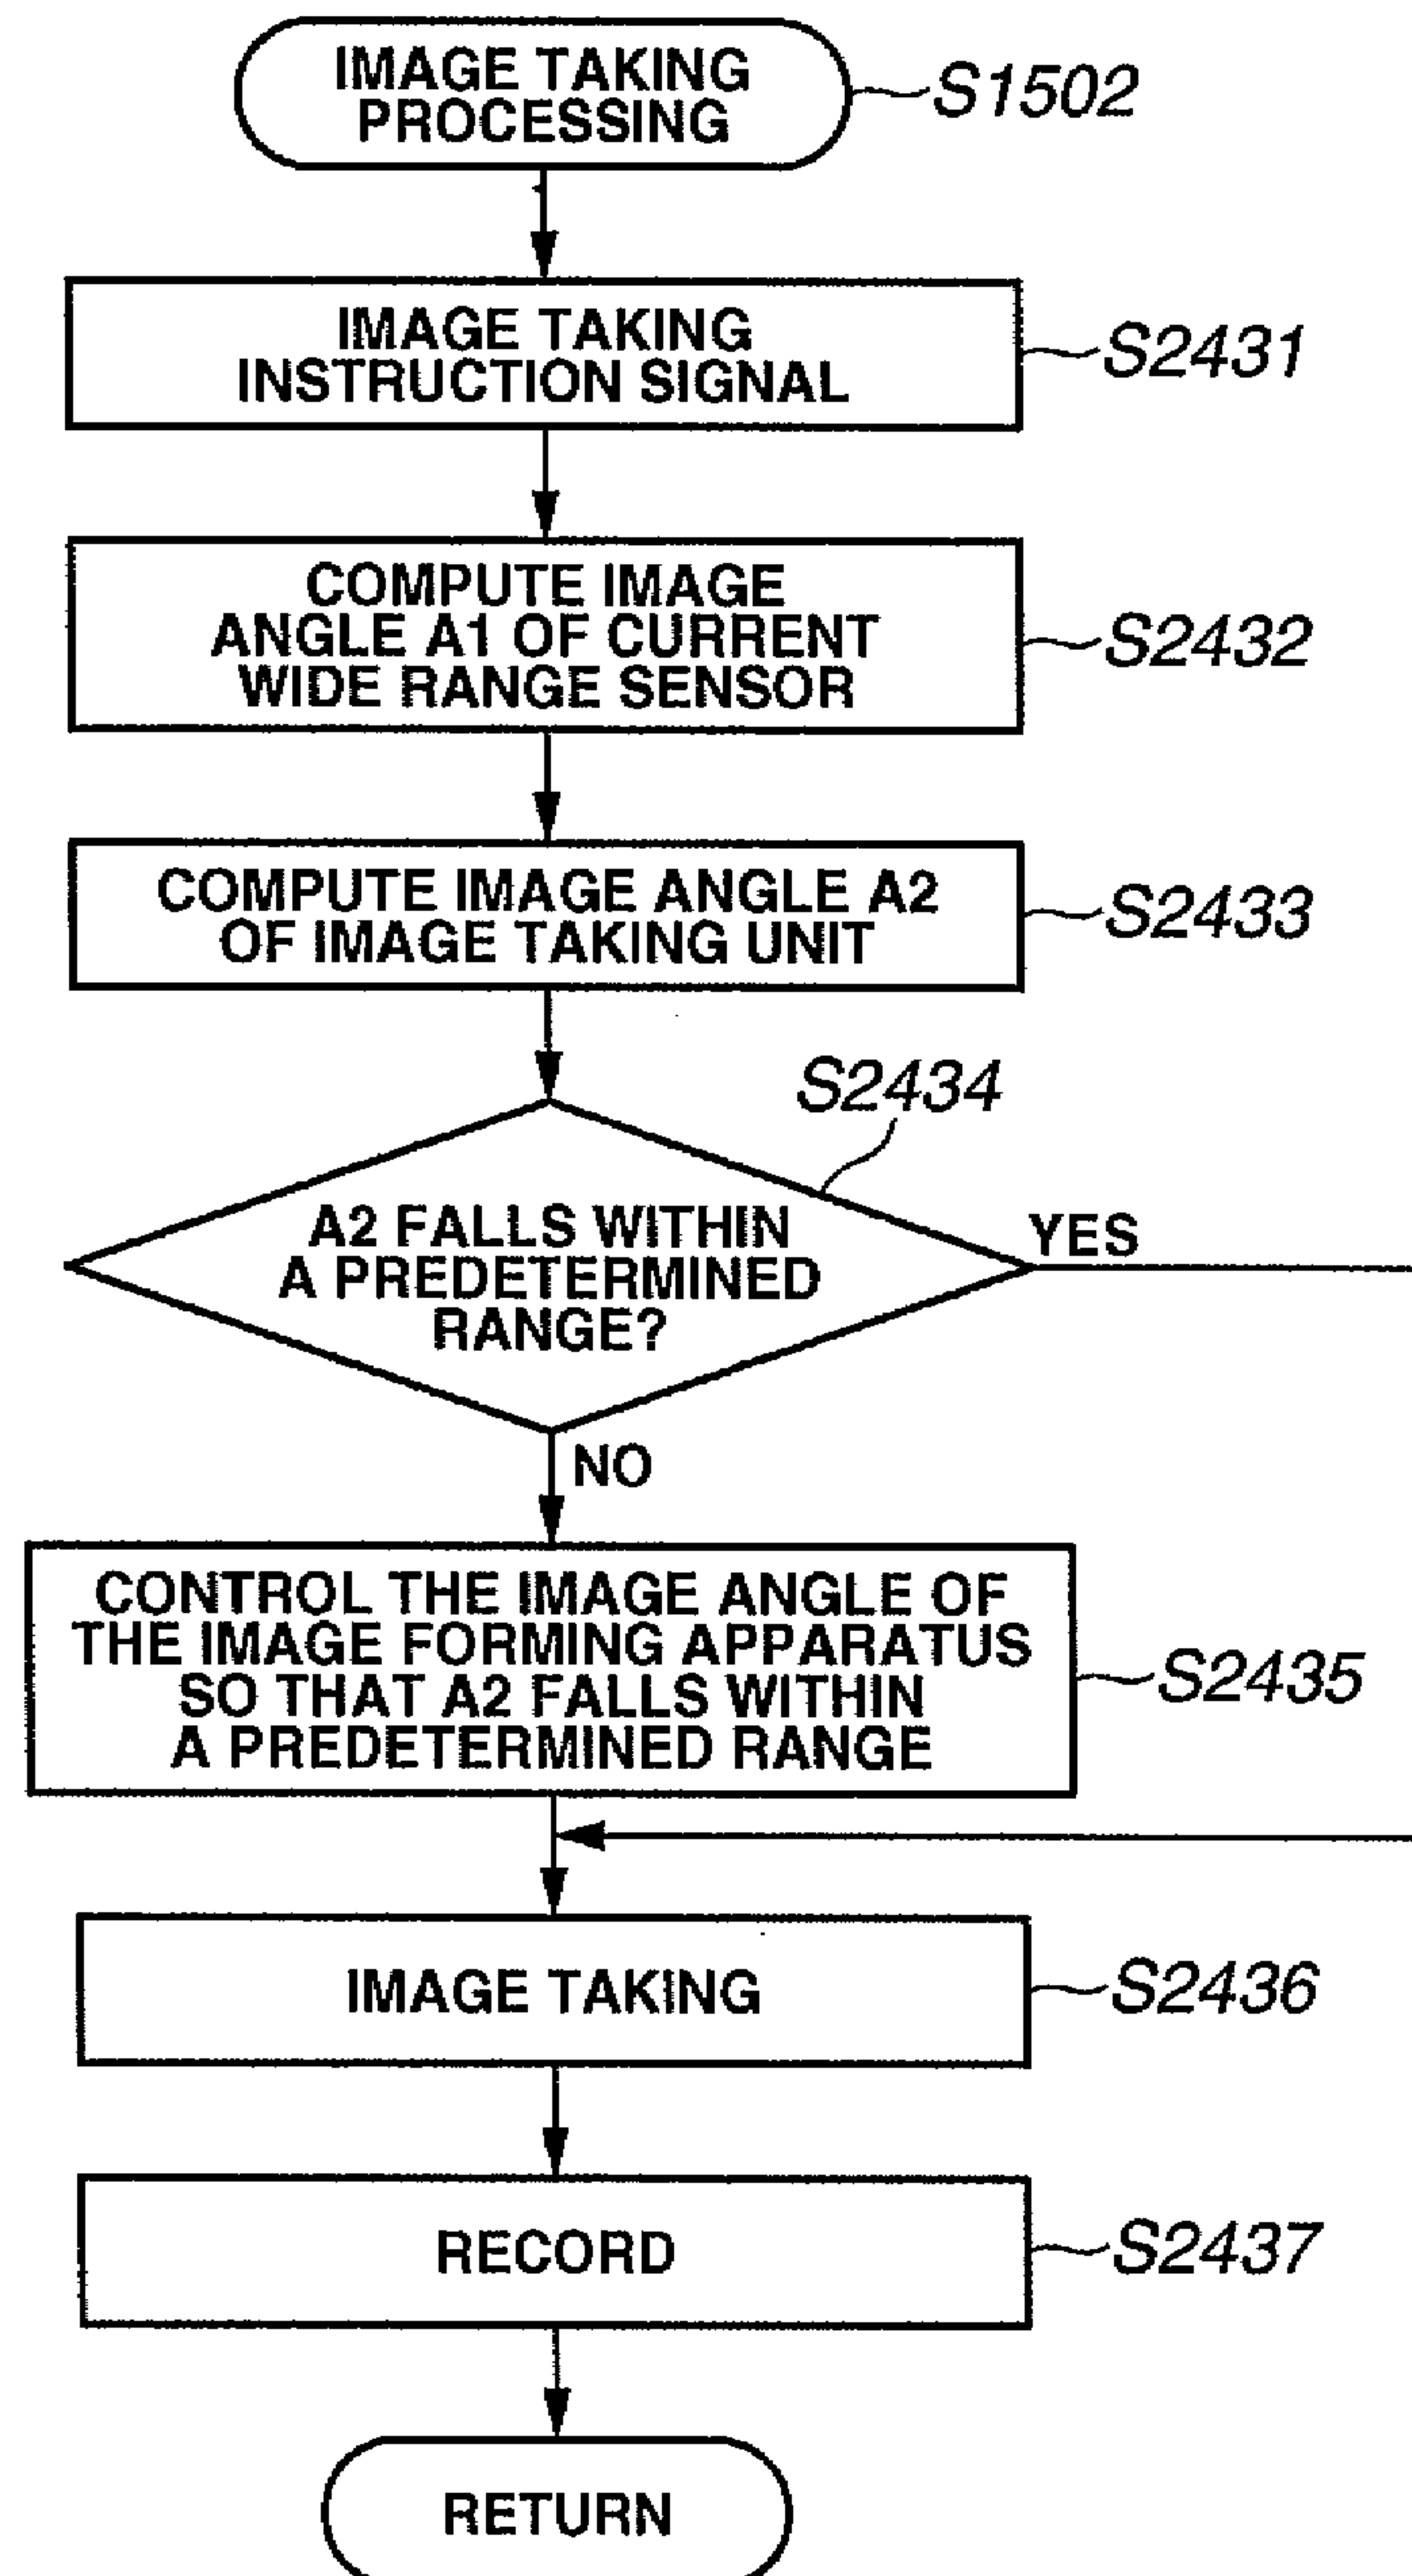 IMAGE TAKING
PROCESSING
S1502
IMAGE TAKING
INSTRUCTION SIGNAL
S2431
COMPUTE IMAGE
ANGLE A1 OF CURRENT
WIDE RANGE SENSOR
S2432
COMPUTE IMAGE ANGLE A2
OF IMAGE TAKING UNIT
S2433
S2434
A2 FALLS WITHIN
A PREDETERMINED
RANGE?
YES
NO
CONTROL THE IMAGE ANGLE OF
THE IMAGE FORMING APPARATUS
SO THAT A2 FALLS WITHIN
A PREDETERMINED RANGE
S2435
IMAGE TAKING
S2436
RECORD
S2437
RETURN